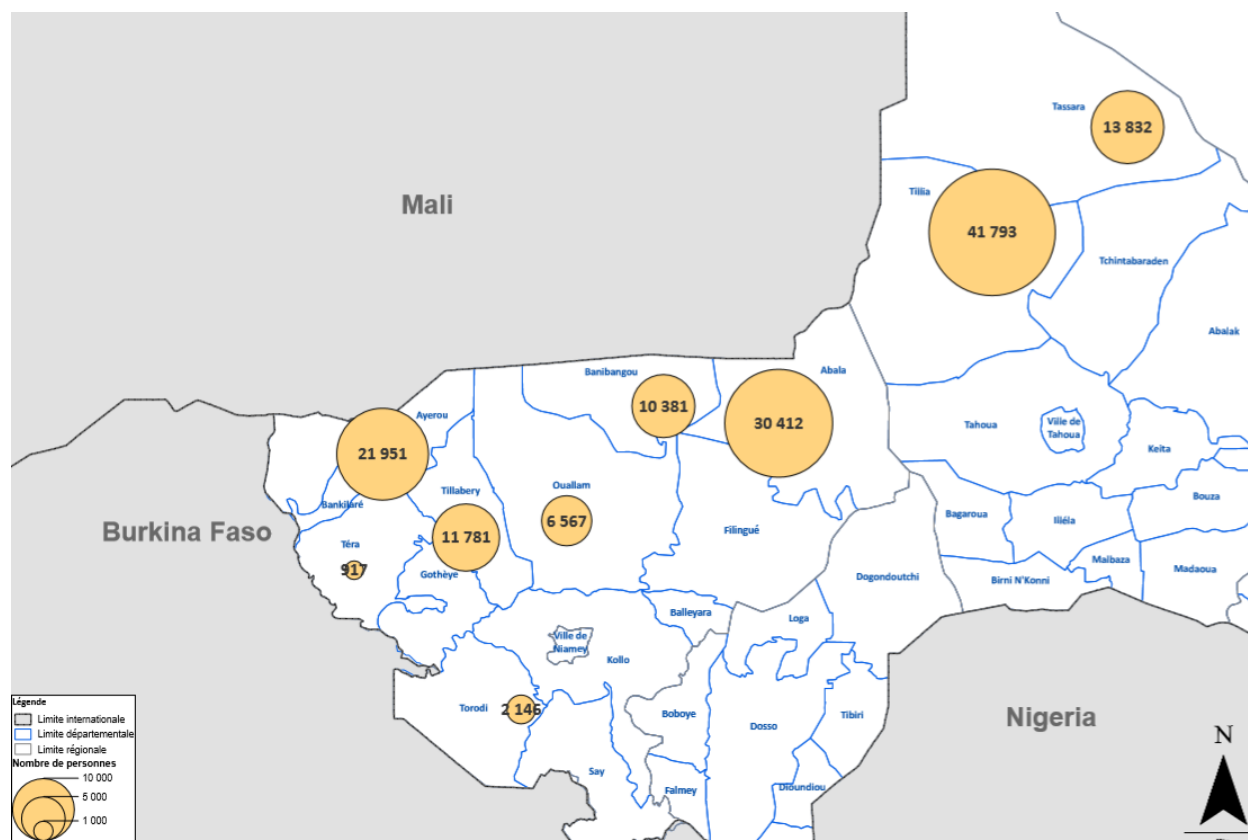 Tassara
13 832
Mali
Tillia
41 793
Tchintabaraden
Abalak
Banibangou
Abala
10 381
30 412
Ayerou
21 951
Tahoua
Ville de
Tahoua
Keita
Tillabery
Ouallam
Bankilaré
Bouza
6 567
Bagaroua
Illéla
Burkina Faso
11 781
Filingué
Téra
917
Gothèye
Malbaza
Madaoua
Dogondoutchi
Birni N'Konni
Balleyara
Loga
Ville de
Niamey
Kollo
Torodi
2 146
Boboye
Dosso
Tibiri
Nigeria
Say
Falmey
Dioundiou
N
Légende
Limite internationale
Limite départementale
Limite régionale
Nombre de personnes
10 000
5 000
1 000